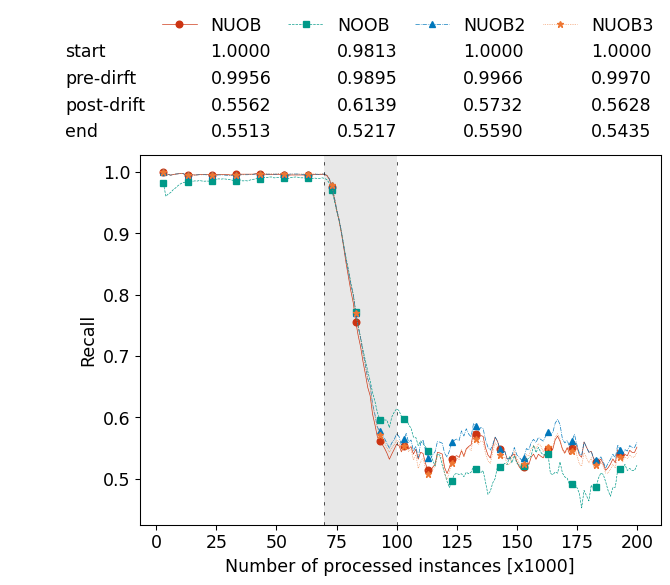 NUOB NOOB NUOB2 NUOB3
start 1.0000 0.9813 1.0000 1.0000
pre-dirft 0.9956 0.9895 0.9966 0.9970
post-drift 0.5562 0.6139 0.5732 0.5628
end 0.5513 0.5217 0.5590 0.5435
1.0
0.9
0.8
0.7
0.6
0.5
Recall
0 25 50 75 100 125 150 175 200
Number of processed instances [x1000]